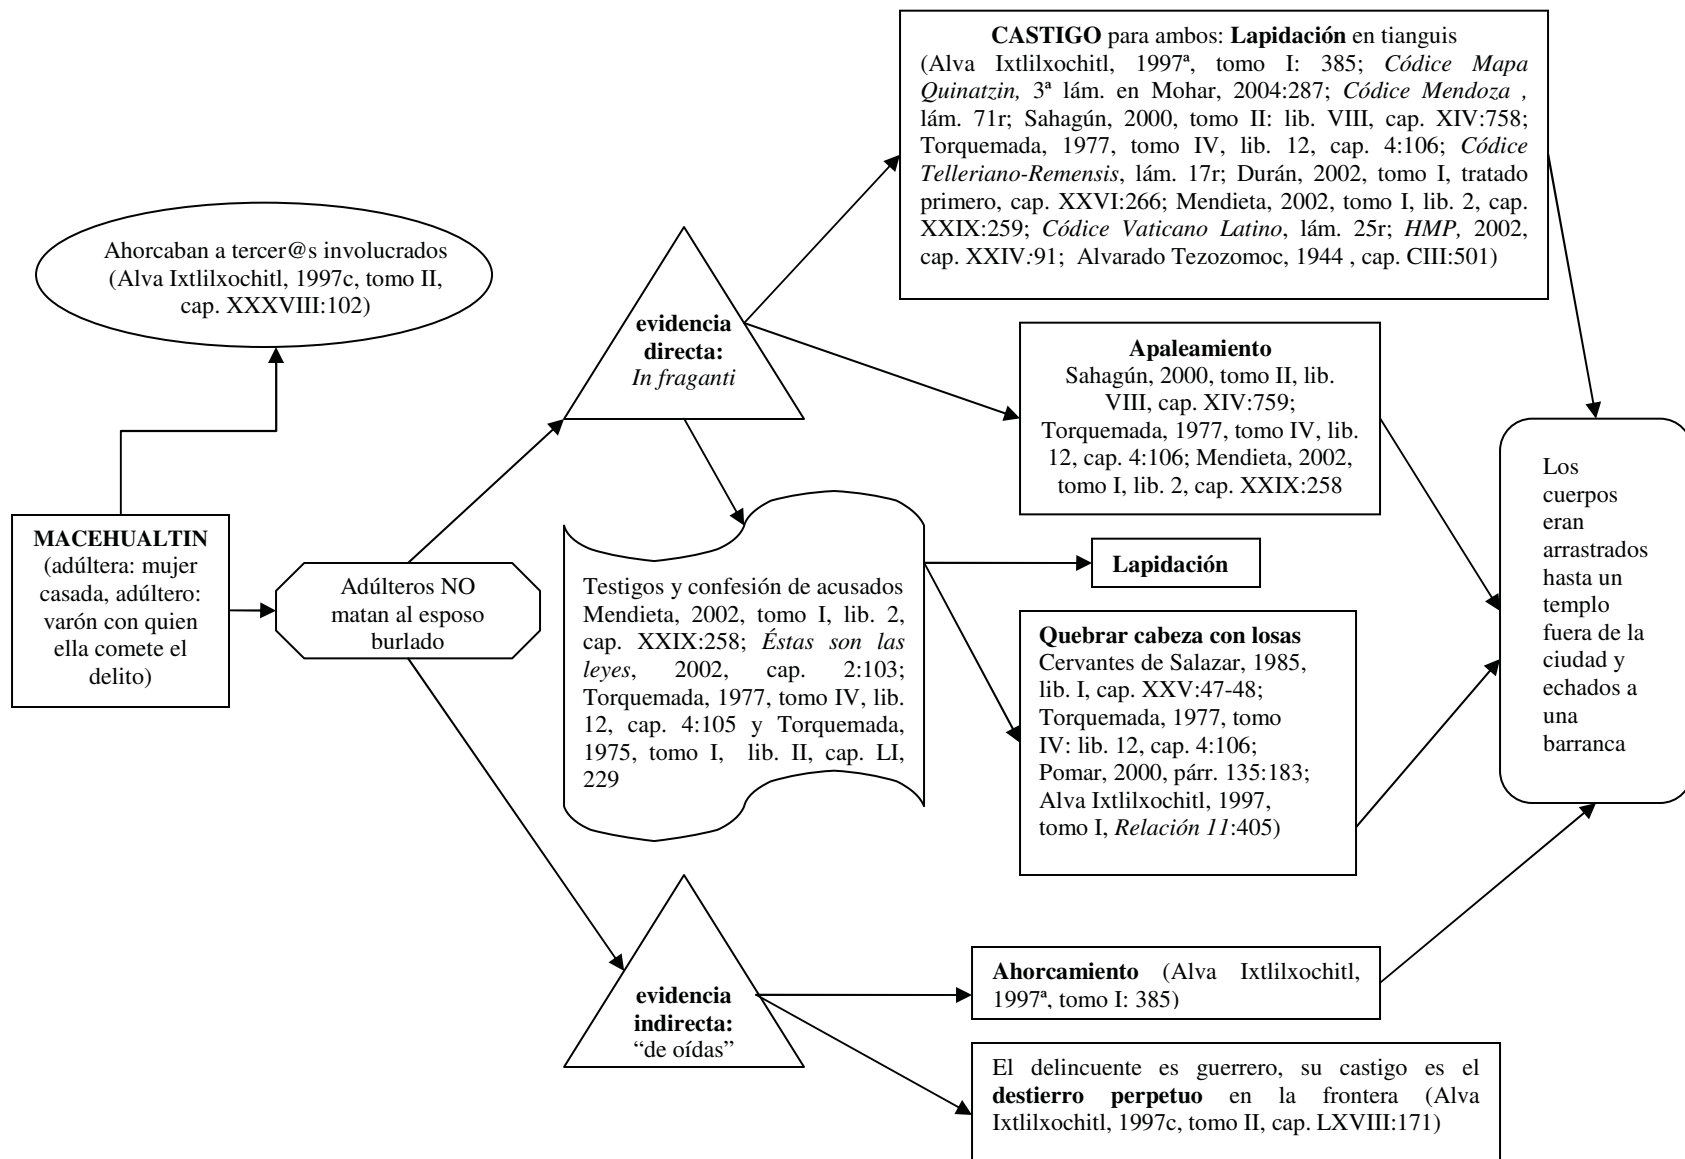 CASTIGO para ambos: Lapidación en tianguis
(Alva Ixtlilxochitl, 1997ª, tomo I: 385; Códice Mapa
Quinatzin, 3ª lám. en Mohar, 2004:287; Códice Mendoza ,
lám. 71r; Sahagún, 2000, tomo II: lib. VIII, cap. XIV:758;
Torquemada, 1977, tomo IV, lib. 12, cap. 4:106; Códice
Telleriano-Remensis, lám. 17r; Durán, 2002, tomo I, tratado
primero, cap. XXVI:266; Mendieta, 2002, tomo I, lib. 2, cap.
XXIX:259; Códice Vaticano Latino, lám. 25r; HMP, 2002,
cap. XXIV:91; Alvarado Tezozomoc, 1944 , cap. CIII:501)
Ahorcaban a tercer@s involucrados
(Alva Ixtlilxochitl, 1997c, tomo II,
cap. XXXVIII:102)
evidencia
directa:
In fraganti
Apaleamiento
Sahagún, 2000, tomo II, lib.
VIII, cap. XIV:759;
Torquemada, 1977, tomo IV, lib.
12, cap. 4:106; Mendieta, 2002,
tomo I, lib. 2, cap. XXIX:258
MACEHUALTIN
(adúltera: mujer
casada, adúltero:
varón con quien
ella comete el
delito)
Adúlteros NO
matan al esposo
burlado
Testigos y confesión de acusados
Mendieta, 2002, tomo I, lib. 2,
cap. XXIX:258; Éstas son las
leyes, 2002, cap. 2:103;
Torquemada, 1977, tomo IV, lib.
12, cap. 4:105 y Torquemada,
1975, tomo I, lib. II, cap. LI,
229
Lapidación
Quebrar cabeza con losas
Cervantes de Salazar, 1985,
lib. I, cap. XXV:47-48;
Torquemada, 1977, tomo
IV: lib. 12, cap. 4:106;
Pomar, 2000, párr. 135:183;
Alva Ixtlilxochitl, 1997,
tomo I, Relación 11:405)
Los
cuerpos
eran
arrastrados
hasta un
templo
fuera de la
ciudad y
echados a
una
barranca
evidencia
indirecta:
“de oídas”
Ahorcamiento (Alva Ixtlilxochitl,
1997ª, tomo I: 385)
El delincuente es guerrero, su castigo es el
destierro perpetuo en la frontera (Alva
Ixtlilxochitl, 1997c, tomo II, cap. LXVIII:171)